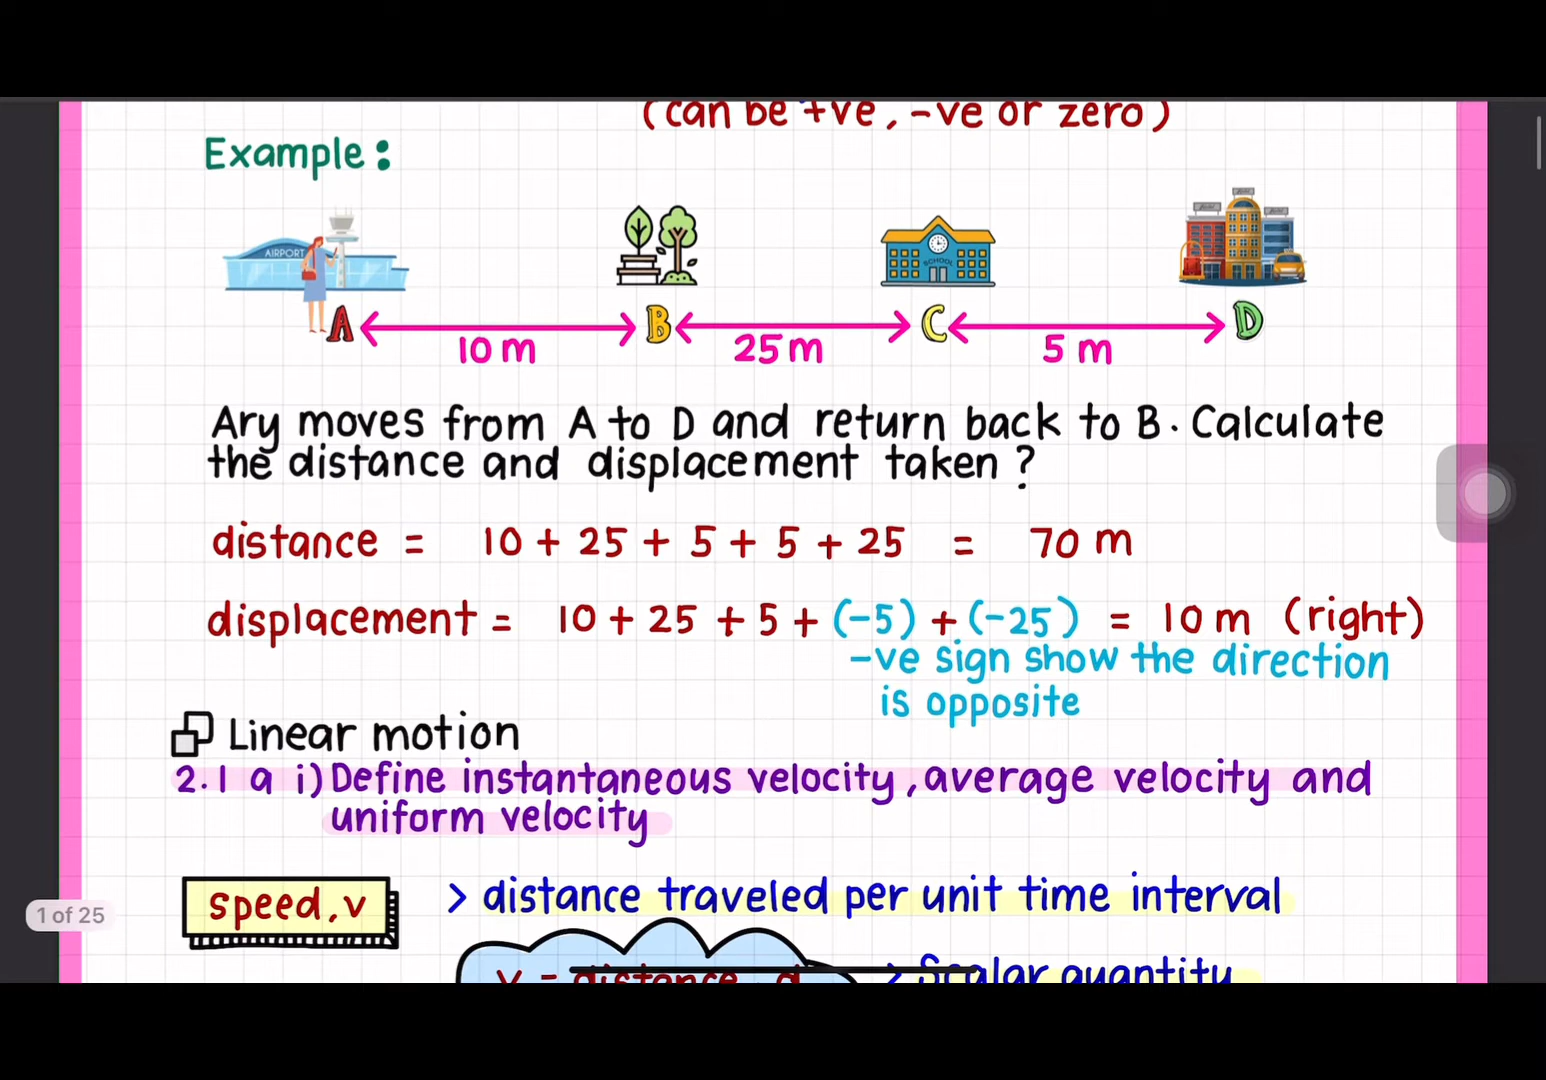 (can be +ve, -ve or zero)
Example:
AIRPORT
SCHOOL
A
B
C
D
10 m
25 m
5 m
Ary moves from A to D and return back to B. Calculate
the distance and displacement taken?
distance = 10 + 25 + 5 + 5 + 25 = 70 m
displacement = 10 + 25 + 5 + (-5) + (-25) = 10 m (right)
-ve sign show the direction
is opposite
Linear motion
2.1 a i) Define instantaneous velocity, average velocity and
uniform velocity
speed, v
> distance traveled per unit time interval
1 of 25
v = distance d
> Scalar quantity